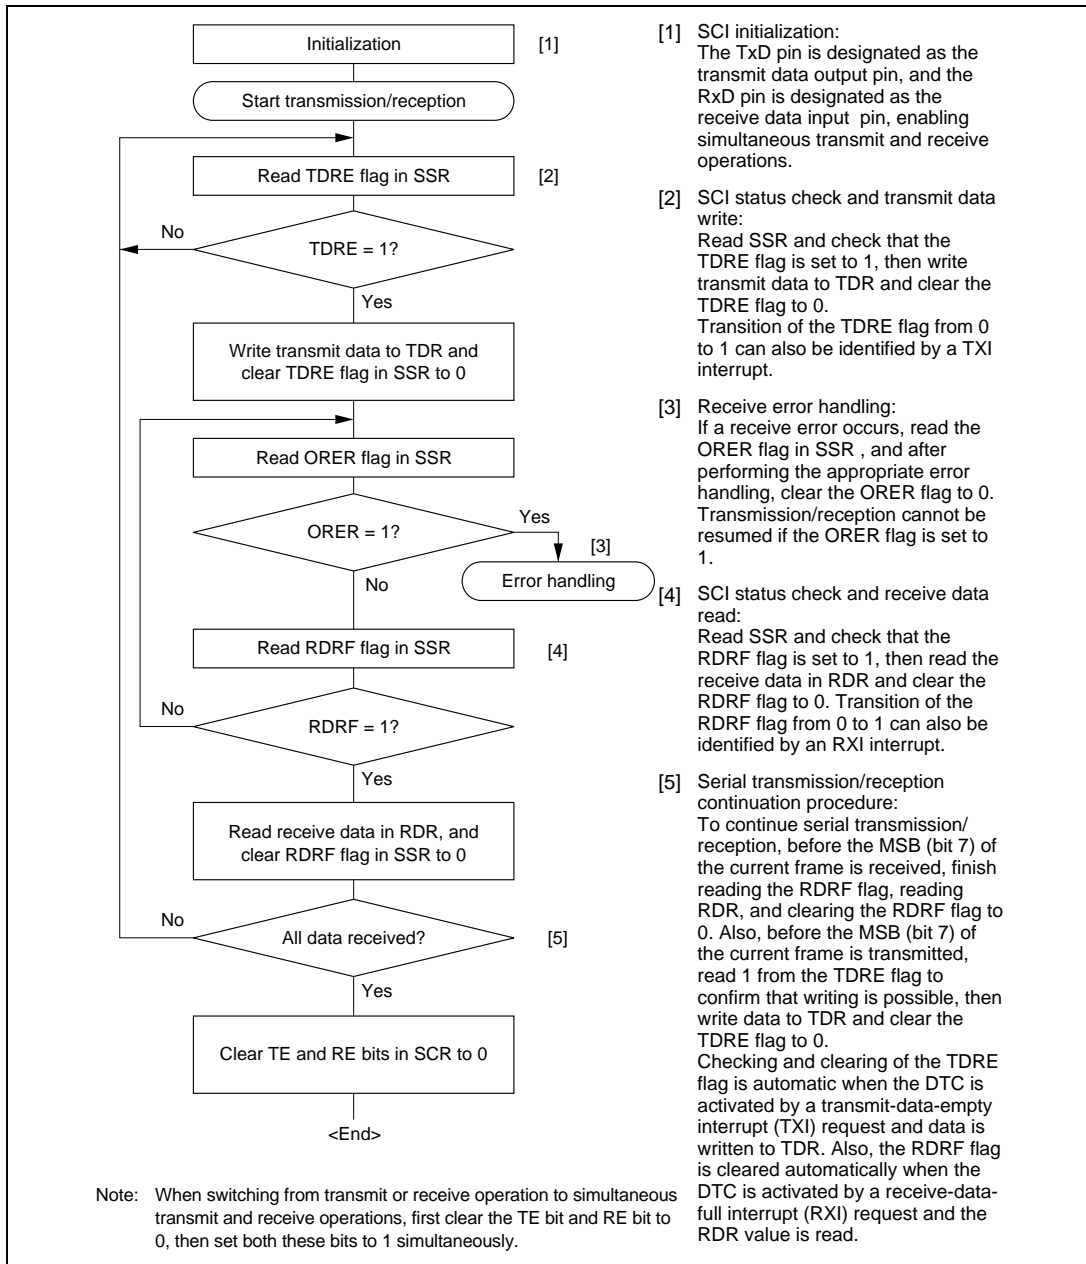 Initialization
[1]
Start transmission/reception
Read TDRE flag in SSR
[2]
No
TDRE = 1?
Yes
Write transmit data to TDR and
clear TDRE flag in SSR to 0
Read ORER flag in SSR
ORER = 1?
Yes
[3]
Error handling
No
Read RDRF flag in SSR
[4]
No
RDRF = 1?
Yes
Read receive data in RDR, and
clear RDRF flag in SSR to 0
No
All data received?
[5]
Yes
Clear TE and RE bits in SCR to 0
<End>
[1] SCI initialization:
The TxD pin is designated as the
transmit data output pin, and the
RxD pin is designated as the
receive data input pin, enabling
simultaneous transmit and receive
operations.
[2] SCI status check and transmit data
write:
Read SSR and check that the
TDRE flag is set to 1, then write
transmit data to TDR and clear the
TDRE flag to 0.
Transition of the TDRE flag from 0
to 1 can also be identified by a TXI
interrupt.
[3] Receive error handling:
If a receive error occurs, read the
ORER flag in SSR , and after
performing the appropriate error
handling, clear the ORER flag to 0.
Transmission/reception cannot be
resumed if the ORER flag is set to
1.
[4] SCI status check and receive data
read:
Read SSR and check that the
RDRF flag is set to 1, then read the
receive data in RDR and clear the
RDRF flag to 0. Transition of the
RDRF flag from 0 to 1 can also be
identified by an RXI interrupt.
[5] Serial transmission/reception
continuation procedure:
To continue serial transmission/
reception, before the MSB (bit 7) of
the current frame is received, finish
reading the RDRF flag, reading
RDR, and clearing the RDRF flag to
0. Also, before the MSB (bit 7) of
the current frame is transmitted,
read 1 from the TDRE flag to
confirm that writing is possible, then
write data to TDR and clear the
TDRE flag to 0.
Checking and clearing of the TDRE
flag is automatic when the DTC is
activated by a transmit-data-empty
interrupt (TXI) request and data is
written to TDR. Also, the RDRF flag
is cleared automatically when the
DTC is activated by a receive-data-
full interrupt (RXI) request and the
RDR value is read.
Note: When switching from transmit or receive operation to simultaneous
transmit and receive operations, first clear the TE bit and RE bit to
0, then set both these bits to 1 simultaneously.